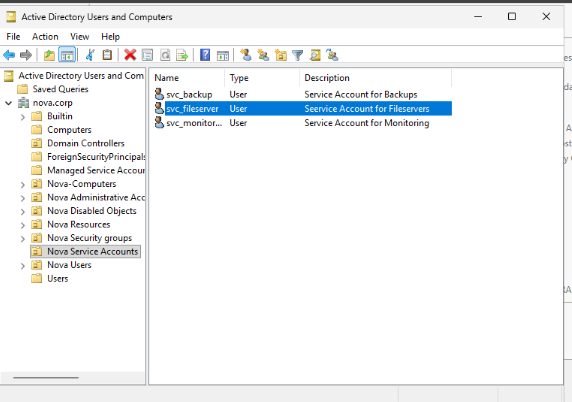 Active Directory Users and Computers
File Action View Help
Active Directory Users and Com
Saved Queries
nova.corp
Builtin
Computers
Domain Controllers
ForeignSecurityPrincipals
Managed Service Accour
Nova-Computers
Nova Administrative Acc
Nova Disabled Objects
Nova Resources
Nova Security groups
Nova Service Accounts
Nova Users
Users
Name Type Description
svc_backup User Service Account for Backups
svc_fileserver User Seervice Account for Fileservers
svc_monitor... User Service Account for Monitoring